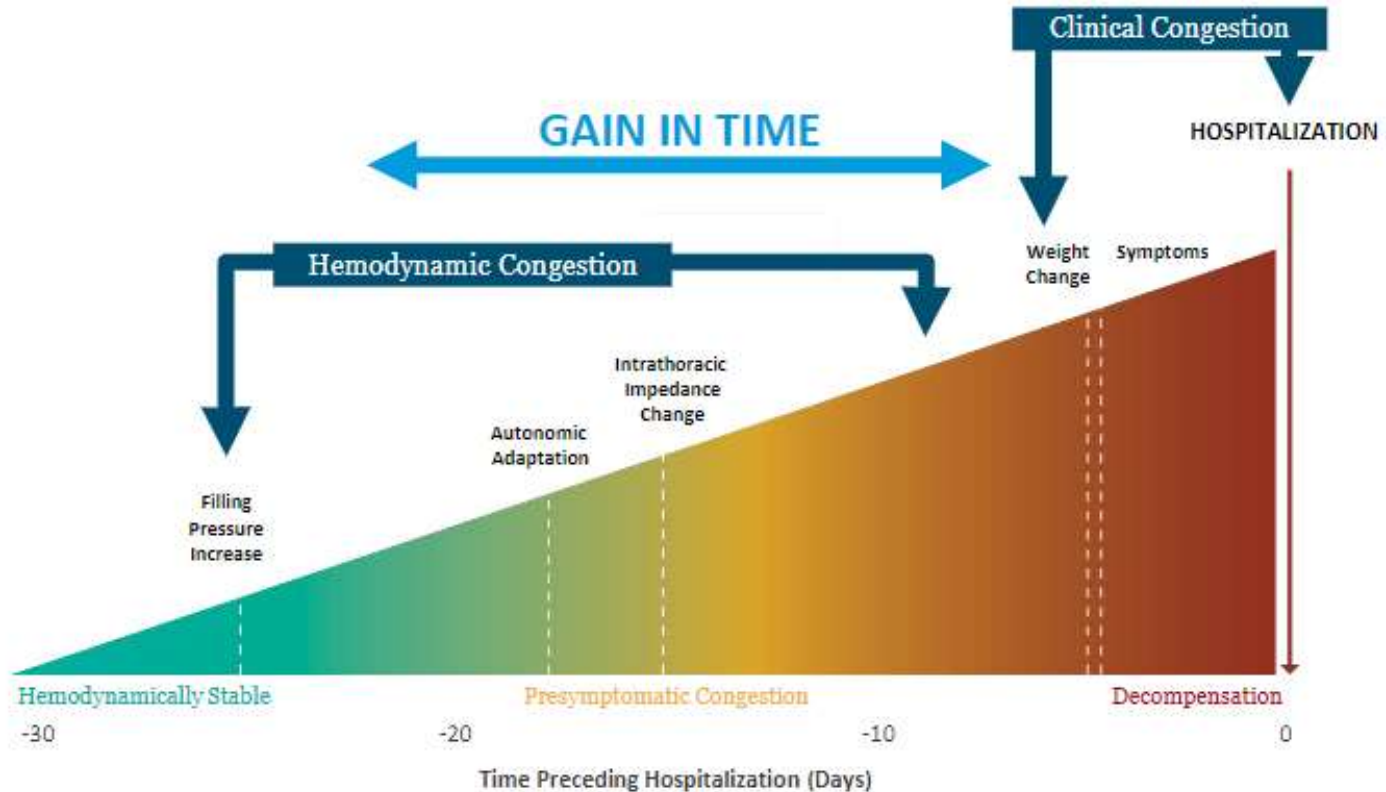 Clinical Congestion
GAIN IN TIME
HOSPITALIZATION
Hemodynamic Congestion
Weight
Change
Symptoms
Intrathoracic
Impedance
Change
Autonomic
Adaptation
Filling
Pressure
Increase
Hemodynamically Stable
Presymptomatic Congestion
Decompensation
-30
-20
-10
0
Time Preceding Hospitalization (Days)